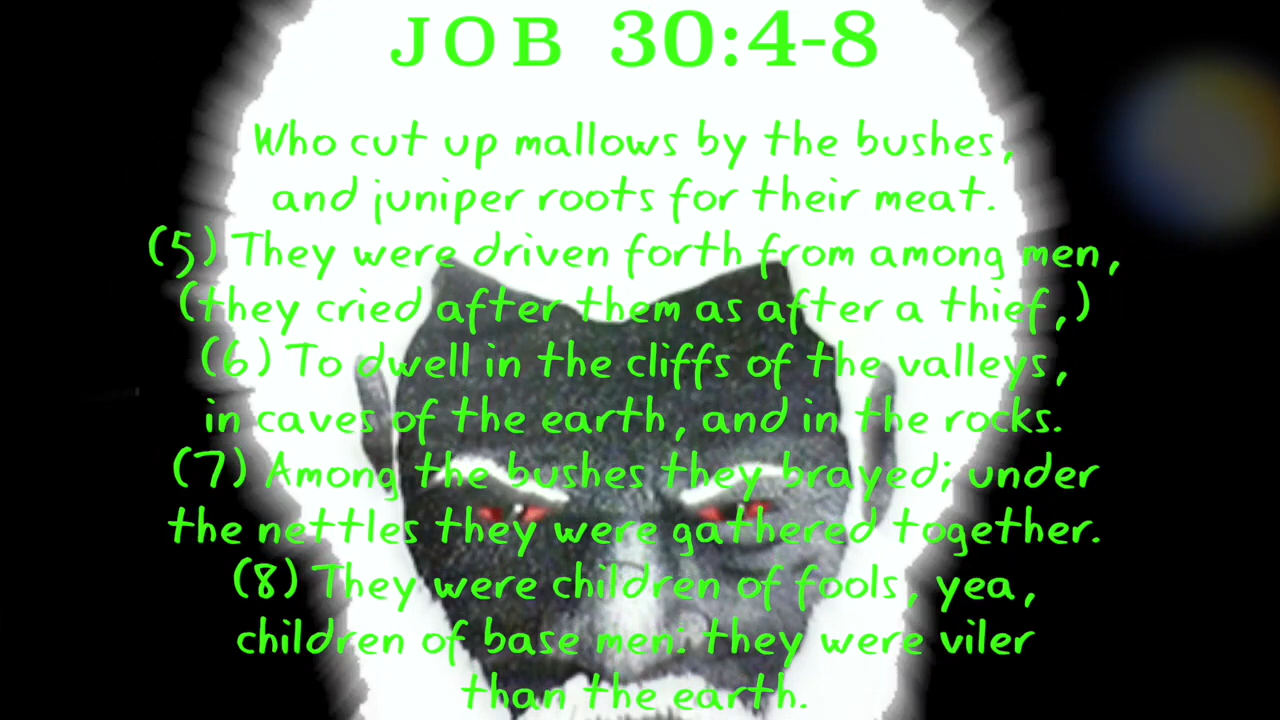 JOB 30:4-8
Who cut up mallows by the bushes,
and juniper roots for their meat.
(5) They were driven forth from among men,
(they cried after them as after a thief,)
(6) To dwell in the cliffs of the valleys,
in caves of the earth, and in the rocks.
(7) Among the bushes they brayed; under
the nettles they were gathered together.
(8) They were children of fools, yea,
children of base men: they were viler
than the earth.